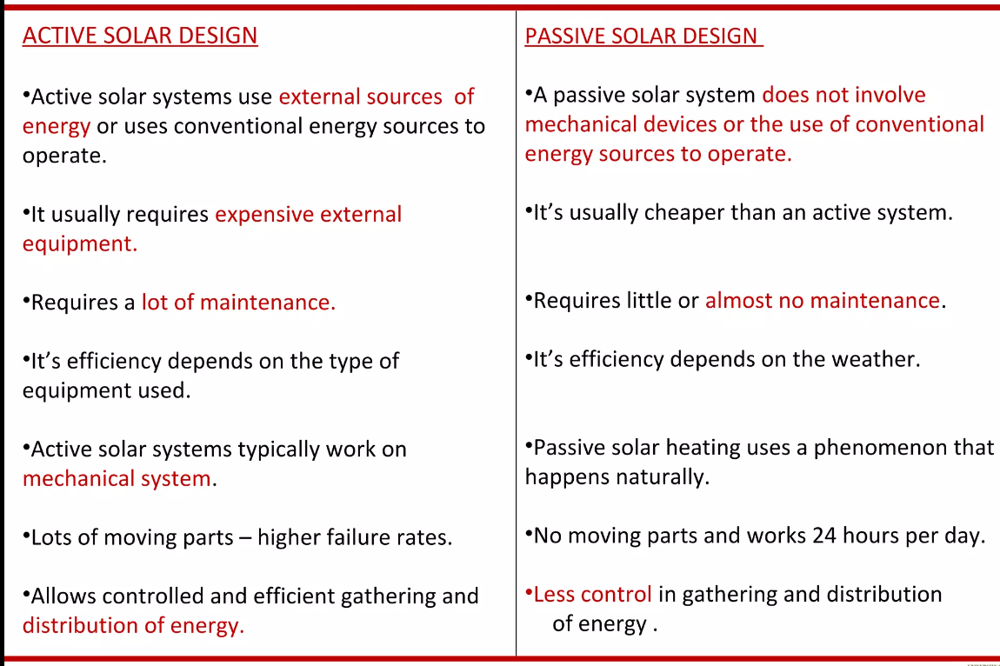 ACTIVE SOLAR DESIGN
•Active solar systems use external sources of
energy or uses conventional energy sources to
operate.
•It usually requires expensive external
equipment.
•Requires a lot of maintenance.
•It’s efficiency depends on the type of
equipment used.
•Active solar systems typically work on
mechanical system.
•Lots of moving parts – higher failure rates.
•Allows controlled and efficient gathering and
distribution of energy.
PASSIVE SOLAR DESIGN
•A passive solar system does not involve
mechanical devices or the use of conventional
energy sources to operate.
•It’s usually cheaper than an active system.
•Requires little or almost no maintenance.
•It’s efficiency depends on the weather.
•Passive solar heating uses a phenomenon that
happens naturally.
•No moving parts and works 24 hours per day.
•Less control in gathering and distribution
of energy .